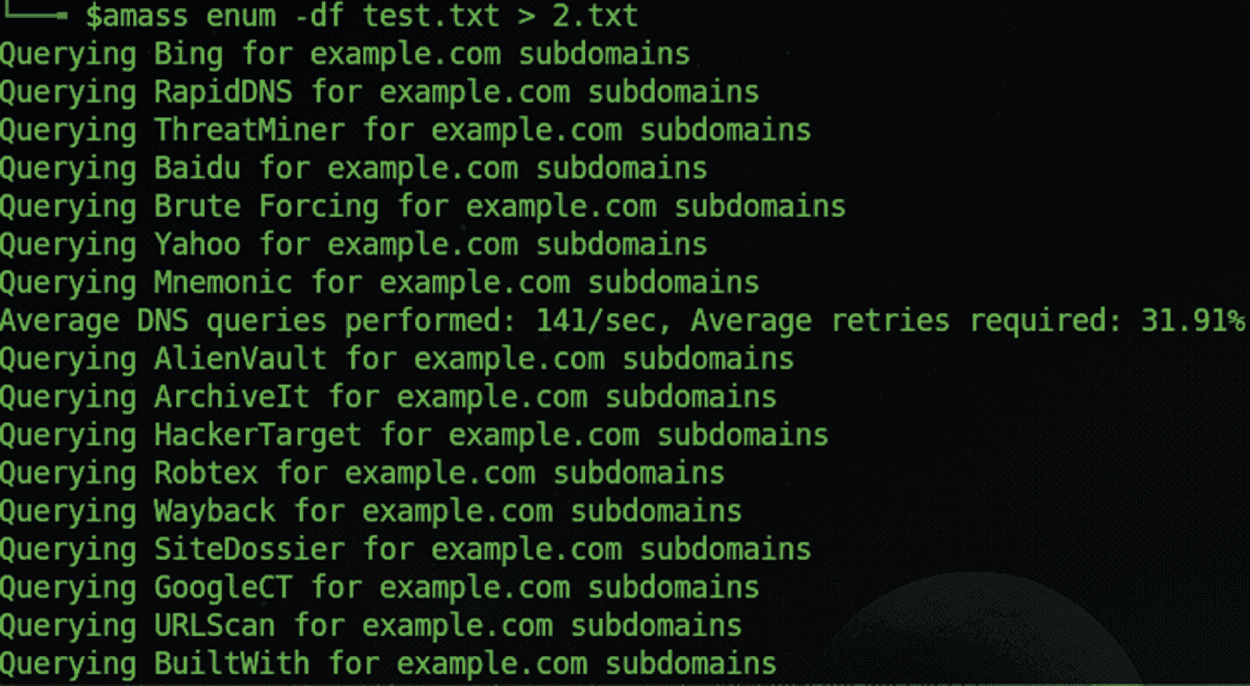 $amass enum -df test.txt > 2.txt
Querying Bing for example.com subdomains
Querying RapidDNS for example.com subdomains
Querying ThreatMiner for example.com subdomains
Querying Baidu for example.com subdomains
Querying Brute Forcing for example.com subdomains
Querying Yahoo for example.com subdomains
Querying Mnemonic for example.com subdomains
Average DNS queries performed: 141/sec, Average retries required: 31.91%
Querying AlienVault for example.com subdomains
Querying ArchiveIt for example.com subdomains
Querying HackerTarget for example.com subdomains
Querying Robtex for example.com subdomains
Querying Wayback for example.com subdomains
Querying SiteDossier for example.com subdomains
Querying GoogleCT for example.com subdomains
Querying URLScan for example.com subdomains
Querying BuiltWith for example.com subdomains